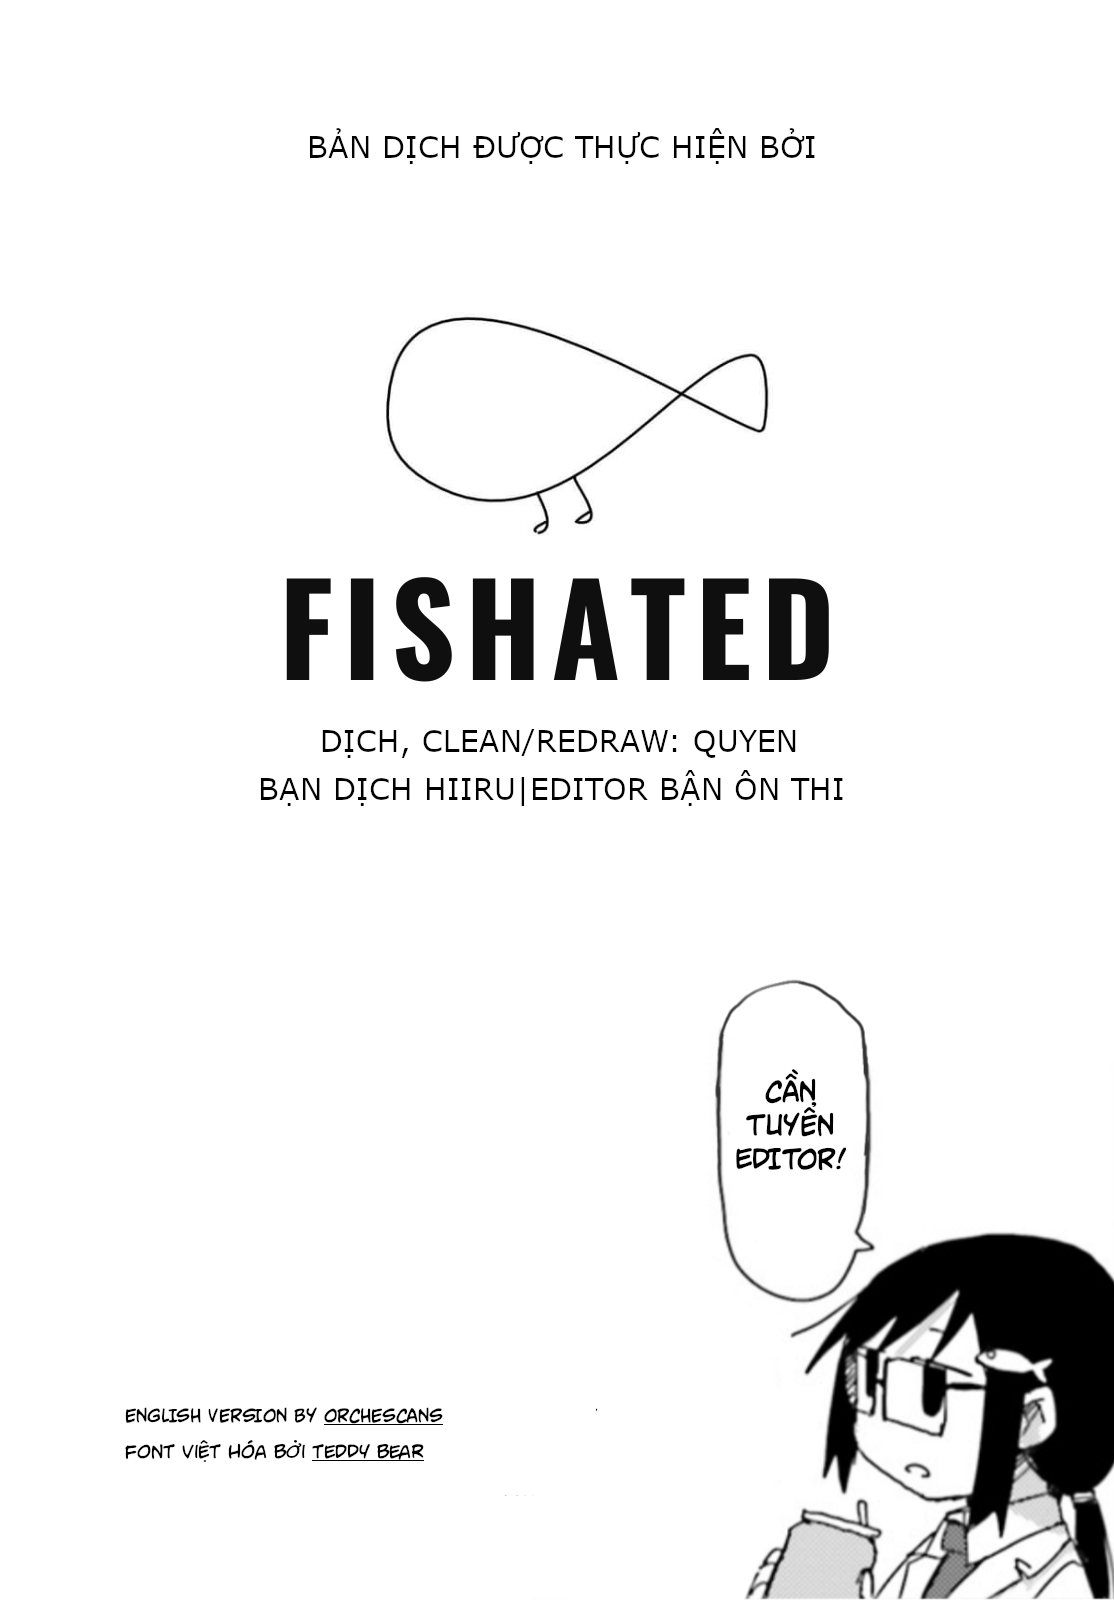 BẢN DỊCH ĐƯỢC THỰC HIỆN BỞI
FISHATED
DỊCH, CLEAN/REDRAW: QUYEN
BẠN DỊCH HIIRU|EDITOR BẬN ÔN THI
CẦN
TUYỂN
EDITOR!
ENGLISH VERSION BY ORCHESCANS
FONT VIỆT HÓA BỞI TEDDY BEAR